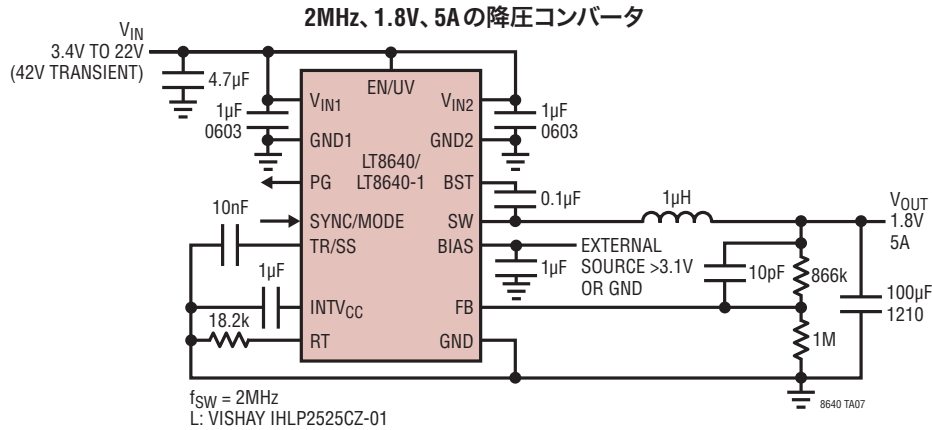 2MHz、1.8V、5Aの降圧コンバータ
VIN
3.4V TO 22V
(42V TRANSIENT)
4.7µF
1µF
0603
VIN1
EN/UV
VIN2
1µF
0603
GND1
GND2
LT8640/
LT8640-1
PG
BST
0.1µF
1µH
VOUT
1.8V
5A
10nF
SYNC/MODE
SW
TR/SS
BIAS
EXTERNAL
SOURCE >3.1V
OR GND
1µF
1µF
10pF
866k
100µF
1210
INTVCC
FB
18.2k
RT
GND
1M
fSW = 2MHz
L: VISHAY IHLP2525CZ-01
8640 TA07